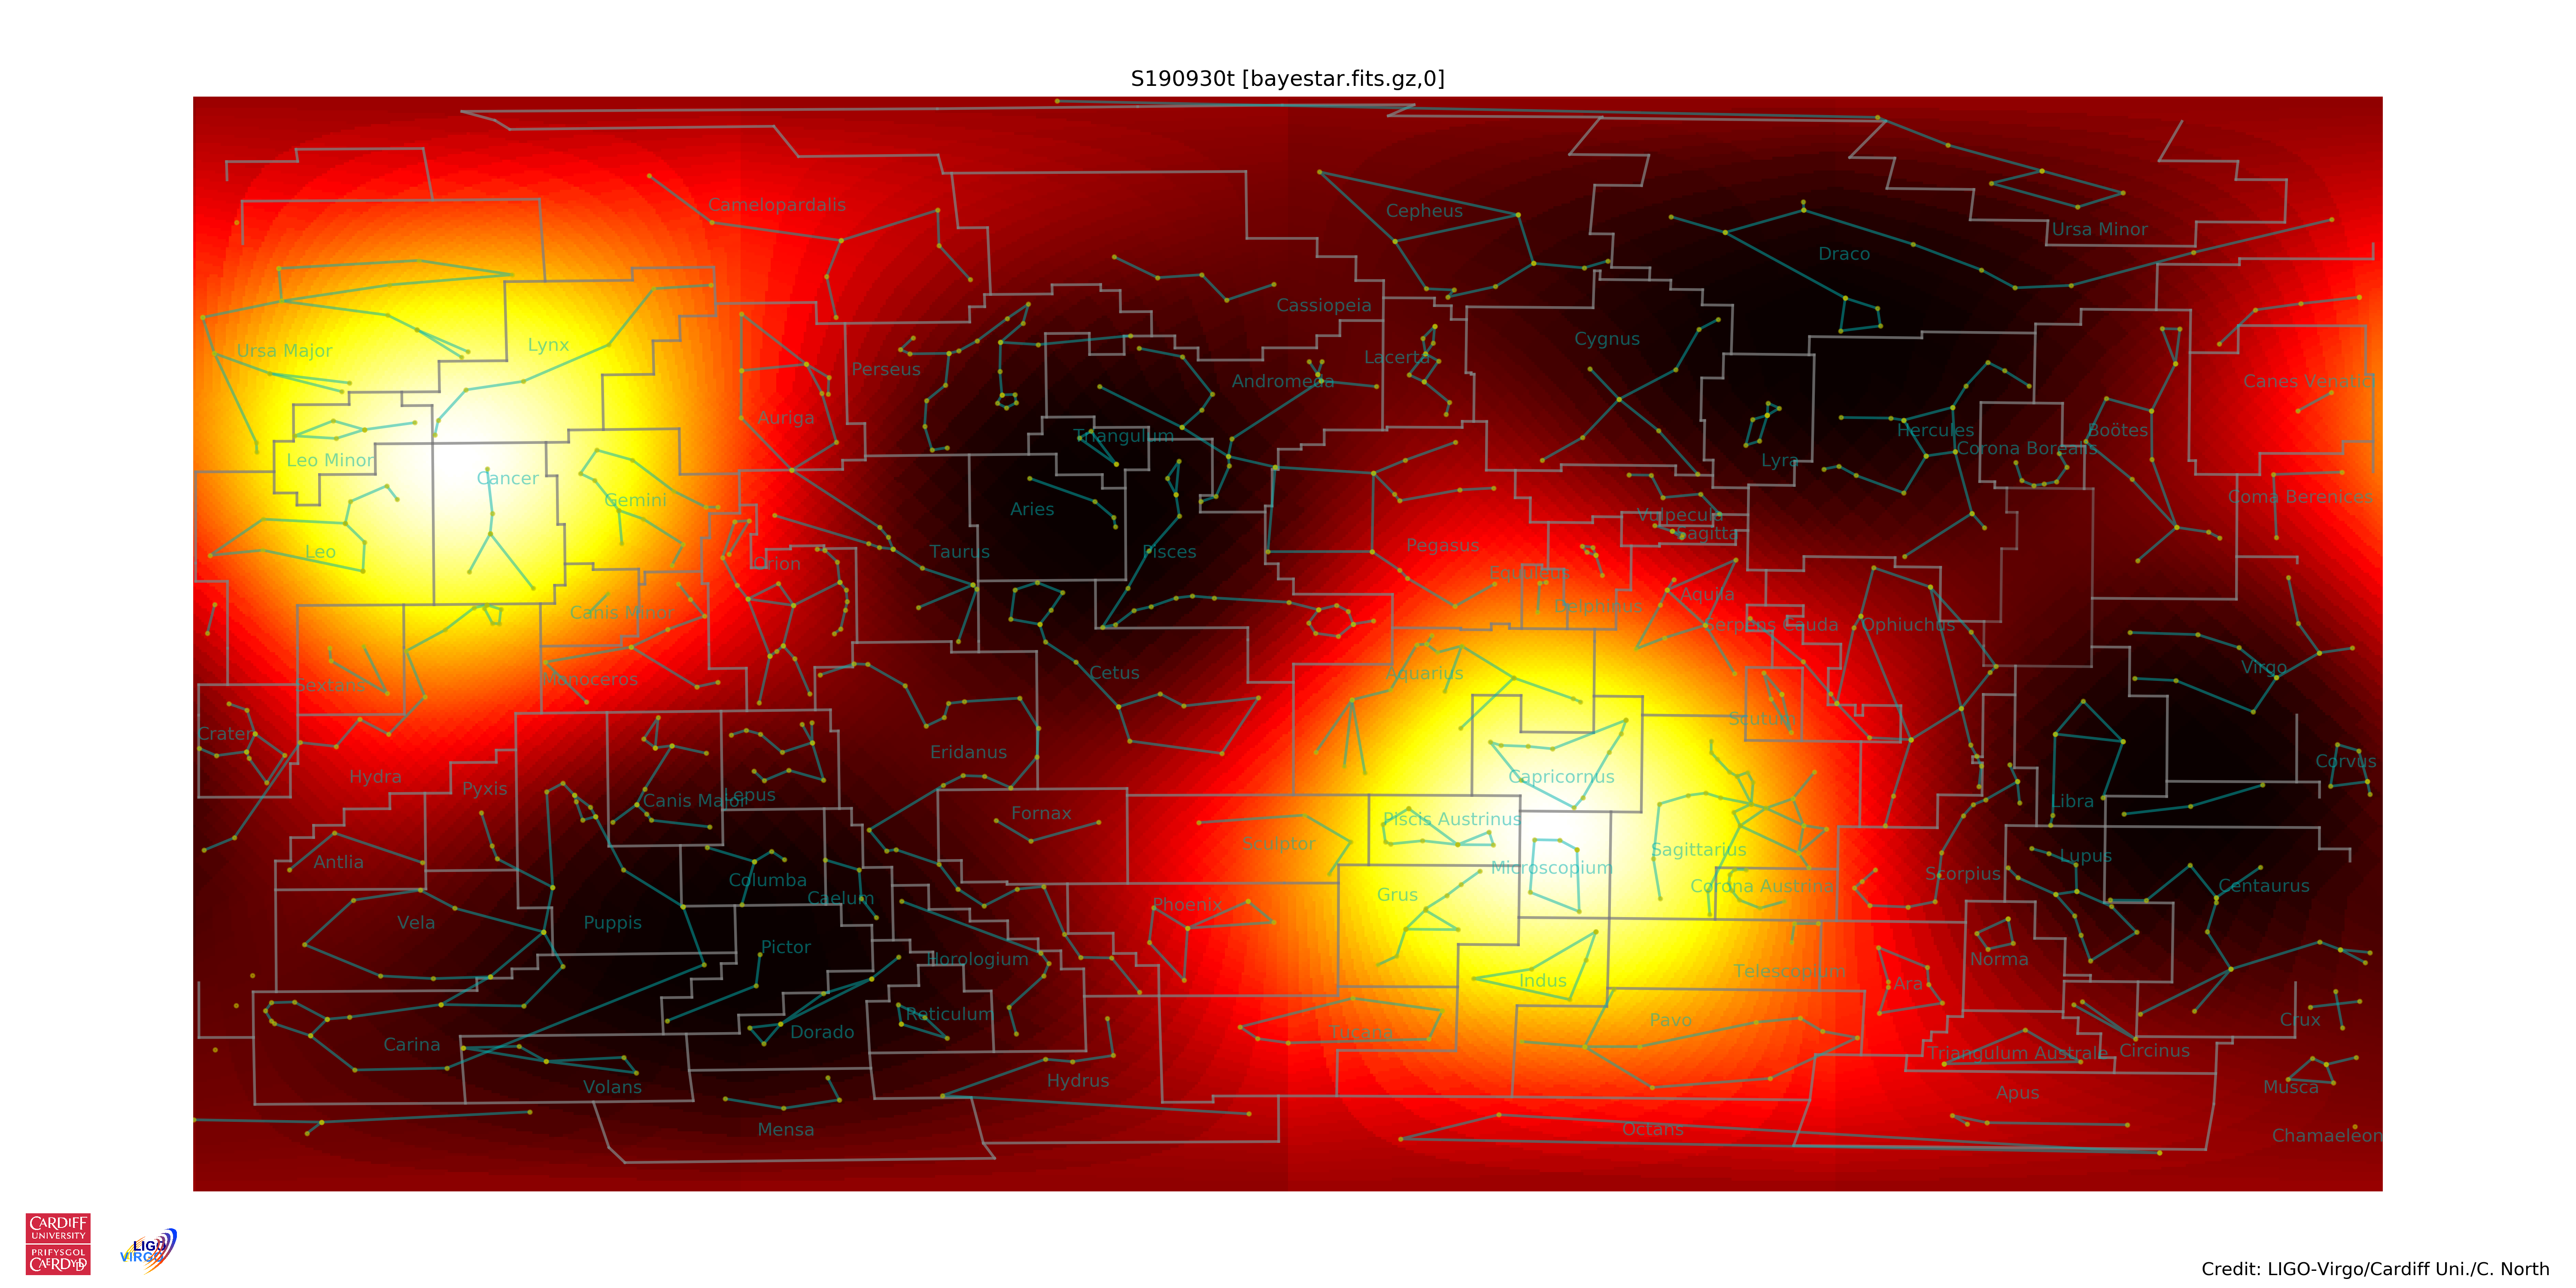 S190930t [bayestar.fits.gz,0]
Camelopardalis
Cepheus
Ursa Minor
Draco
Cassiopeia
Cygnus
Ursa Major
Lynx
Lacerta
Perseus
Andromeda
Canes Venatici
Auriga
Triangulum
Hercules
Boötes
Corona Borealis
Leo Minor
Lyra
Cancer
Gemini
Coma Berenices
Aries
Vulpecula
Sagitta
Leo
Taurus
Pisces
Pegasus
Orion
Equuleus
Aquila
Delphinus
Canis Minor
Serpens Cauda
Ophiuchus
Virgo
Cetus
Aquarius
Monoceros
Sextans
Scutum
Crater
Eridanus
Corvus
Hydra
Capricornus
Pyxis
Canis Major
Lepus
Libra
Fornax
Piscis Austrinus
Sculptor
Sagittarius
Lupus
Antlia
Microscopium
Scorpius
Columba
Corona Austrina
Centaurus
Caelum
Grus
Phoenix
Vela
Puppis
Pictor
Horologium
Norma
Telescopium
Indus
Ara
Reticulum
Pavo
Crux
Dorado
Tucana
Carina
Triangulum Australe
Circinus
Hydrus
Volans
Musca
Apus
Mensa
Octans
Chamaeleon
CARDIFF
UNIVERSITY
PRIFYSGOL
CAERDYDD
LIGO
VIRGO
Credit: LIGO-Virgo/Cardiff Uni./C. North